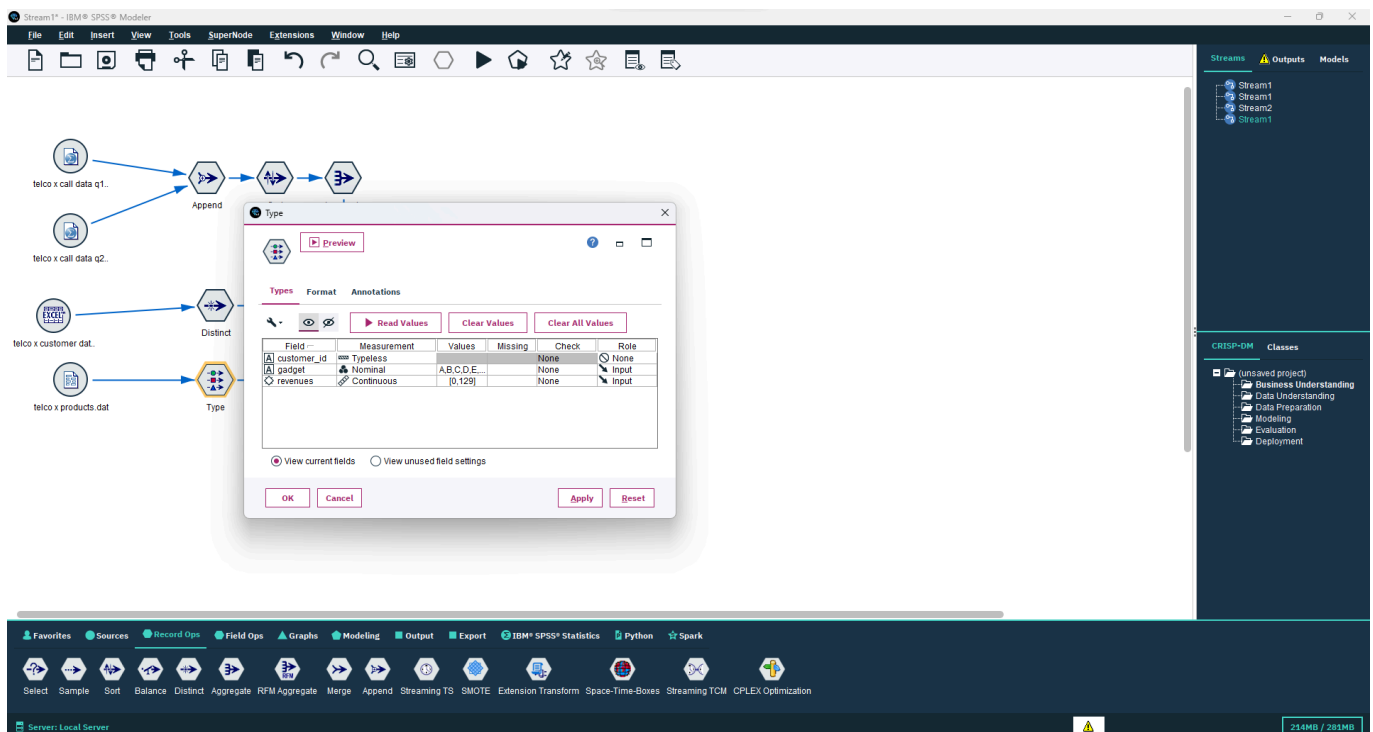 Stream1* - IBM® SPSS® Modeler
File Edit Insert View Tools SuperNode Extensions Window Help
Streams Outputs Models
Stream1
Stream1
Stream2
Stream1
telco x call data q1..
Append
telco x call data q2..
EXCEL
telco x customer dat..
Distinct
telco x products.dat
Type
Type
Preview
Types Format Annotations
Read Values Clear Values Clear All Values
Field Measurement Values Missing Check Role
A customer_id Typeless None None
A gadget Nominal A,B,C,D,E,... None Input
revenues Continuous [0,129] None Input
View current fields View unused field settings
OK Cancel Apply Reset
CRISP-DM Classes
(unsaved project)
Business Understanding
Data Understanding
Data Preparation
Modeling
Evaluation
Deployment
Favorites Sources Record Ops Field Ops Graphs Modeling Output Export IBM® SPSS® Statistics Python Spark
RFM
Select Sample Sort Balance Distinct Aggregate RFM Aggregate Merge Append Streaming TS SMOTE Extension Transform Space-Time-Boxes Streaming TCM CPLEX Optimization
Server: Local Server
214MB / 281MB